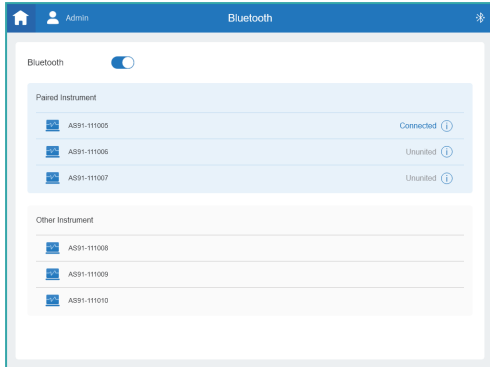 Admin
Bluetooth
Bluetooth
Paired Instrument
AS91-111005 Connected
AS91-111006 Ununited
AS91-111007 Ununited
Other Instrument
AS91-111008
AS91-111009
AS91-111010